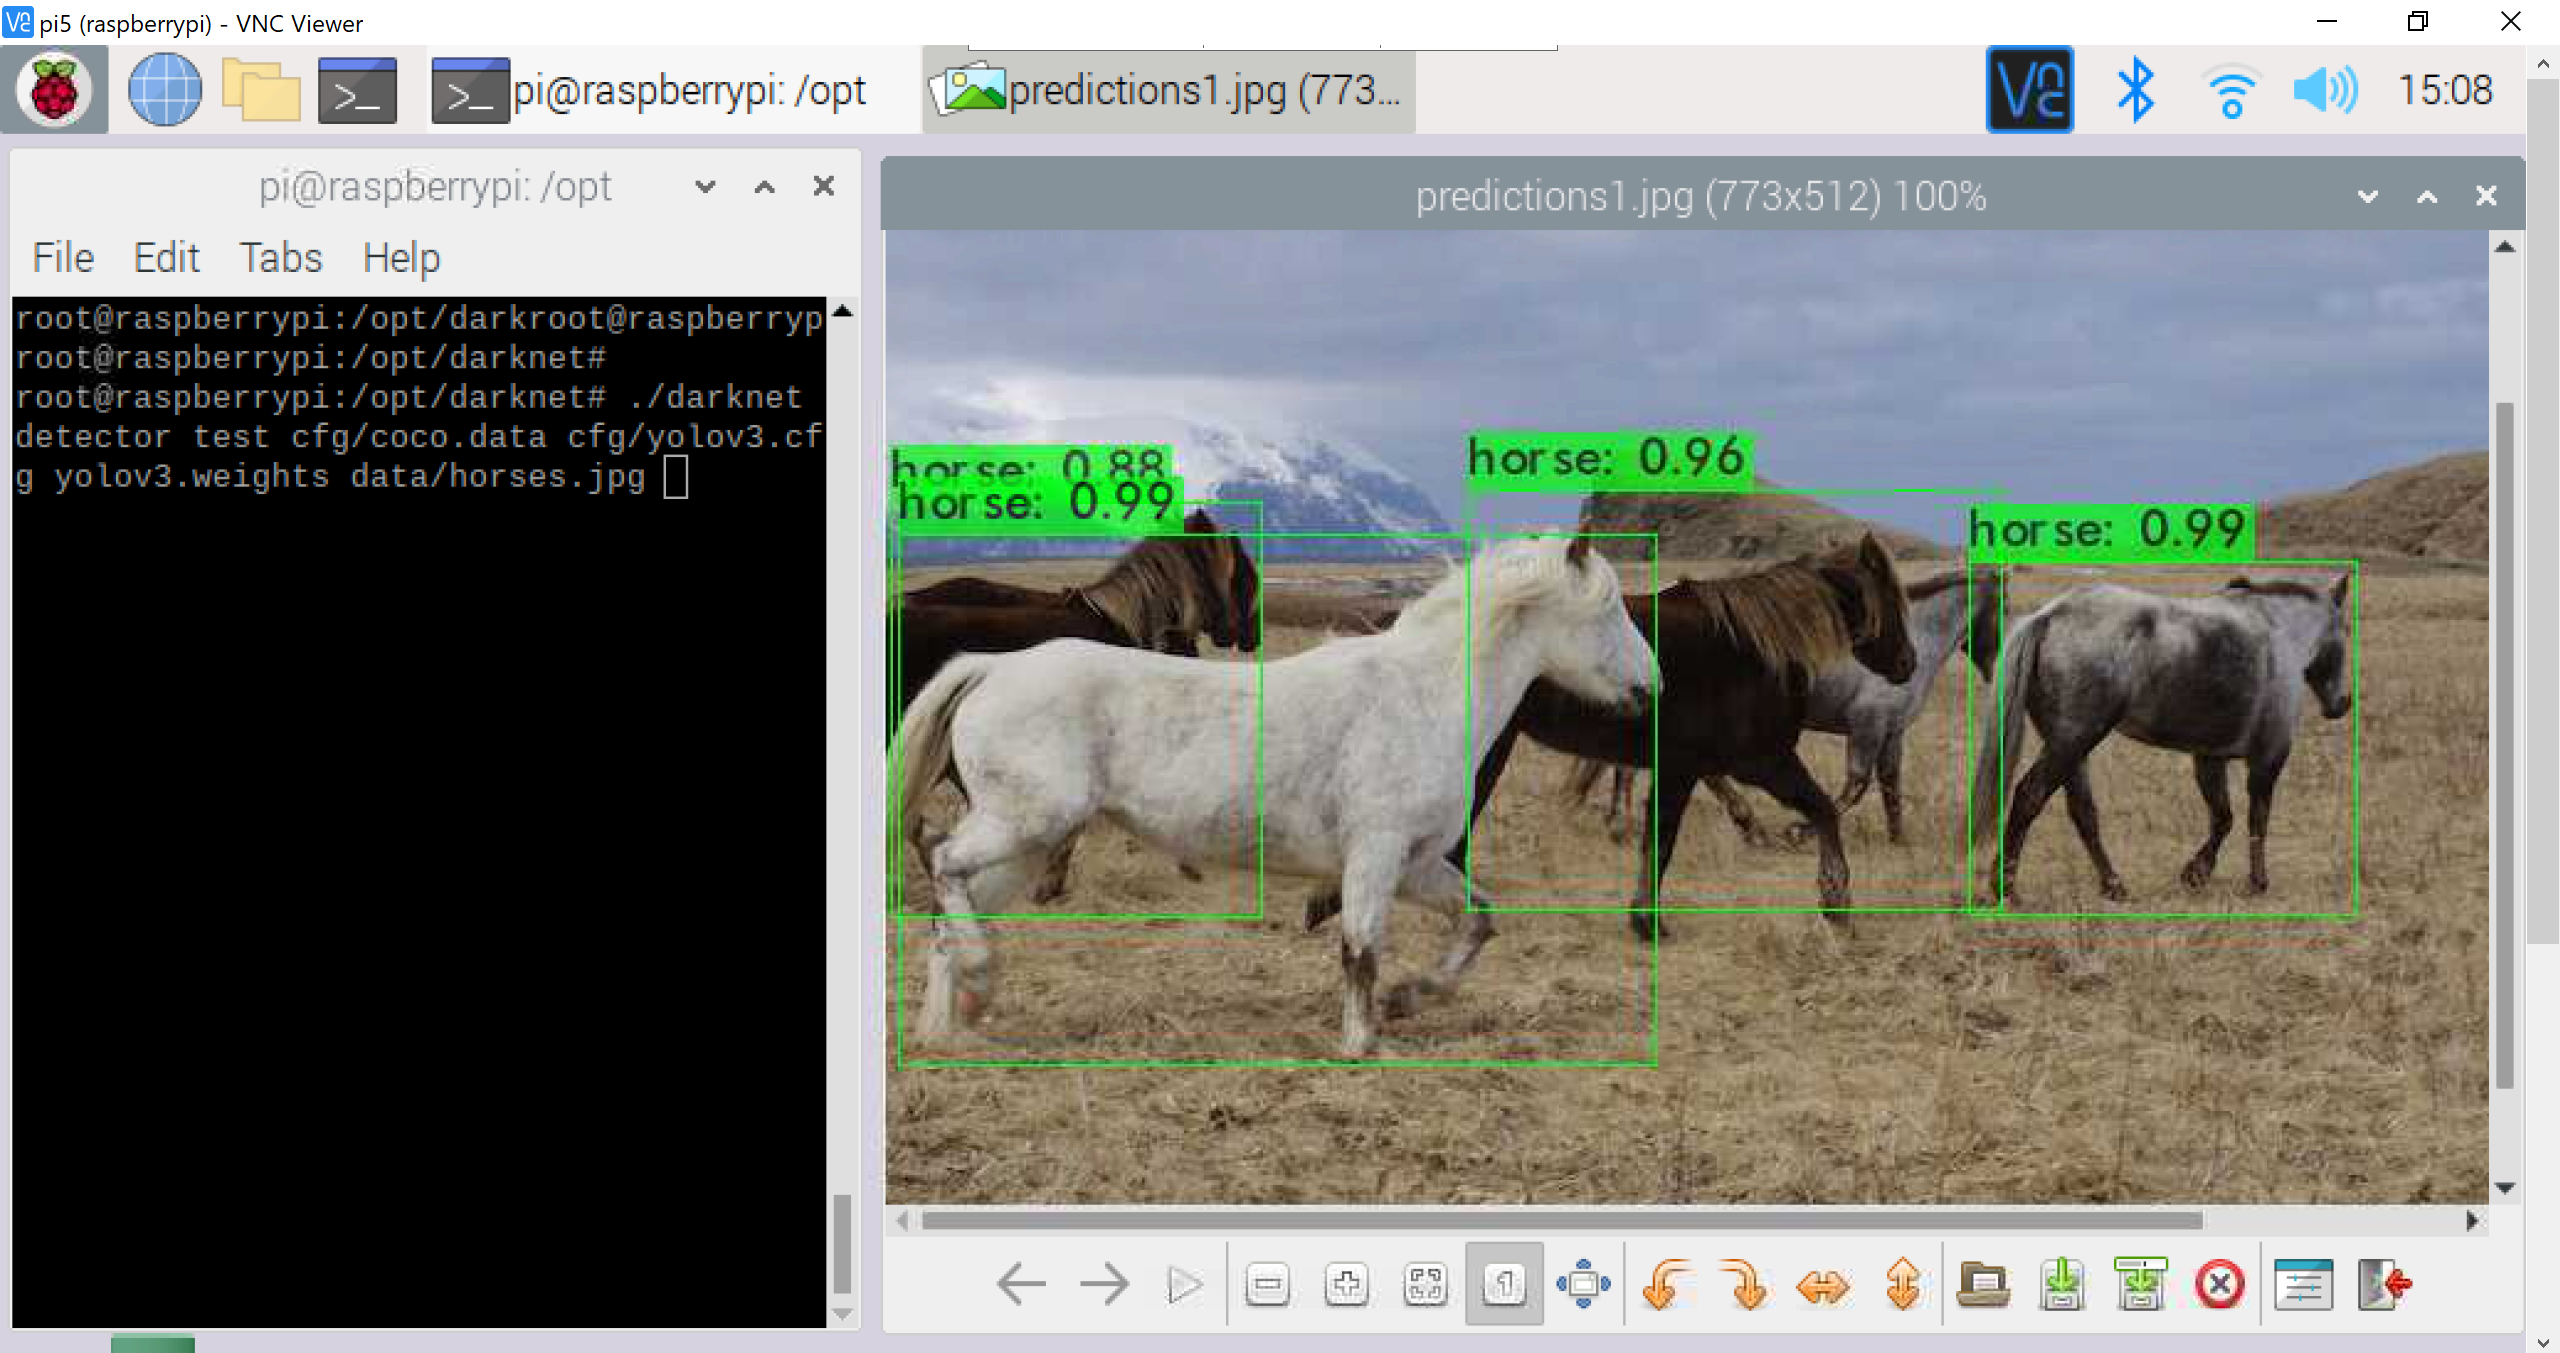 pi5 (raspberrypi) - VNC Viewer
pi@raspberrypi: /opt
predictions1.jpg (773...
15:08
pi@raspberrypi: /opt
File Edit Tabs Help
root@raspberrypi:/opt/darkroot@raspberryp
root@raspberrypi:/opt/darknet#
root@raspberrypi:/opt/darknet# ./darknet
detector test cfg/coco.data cfg/yolov3.cf
g yolov3.weights data/horses.jpg
predictions1.jpg (773x512) 100%
horse: 0.88
horse: 0.99
horse: 0.96
horse: 0.99